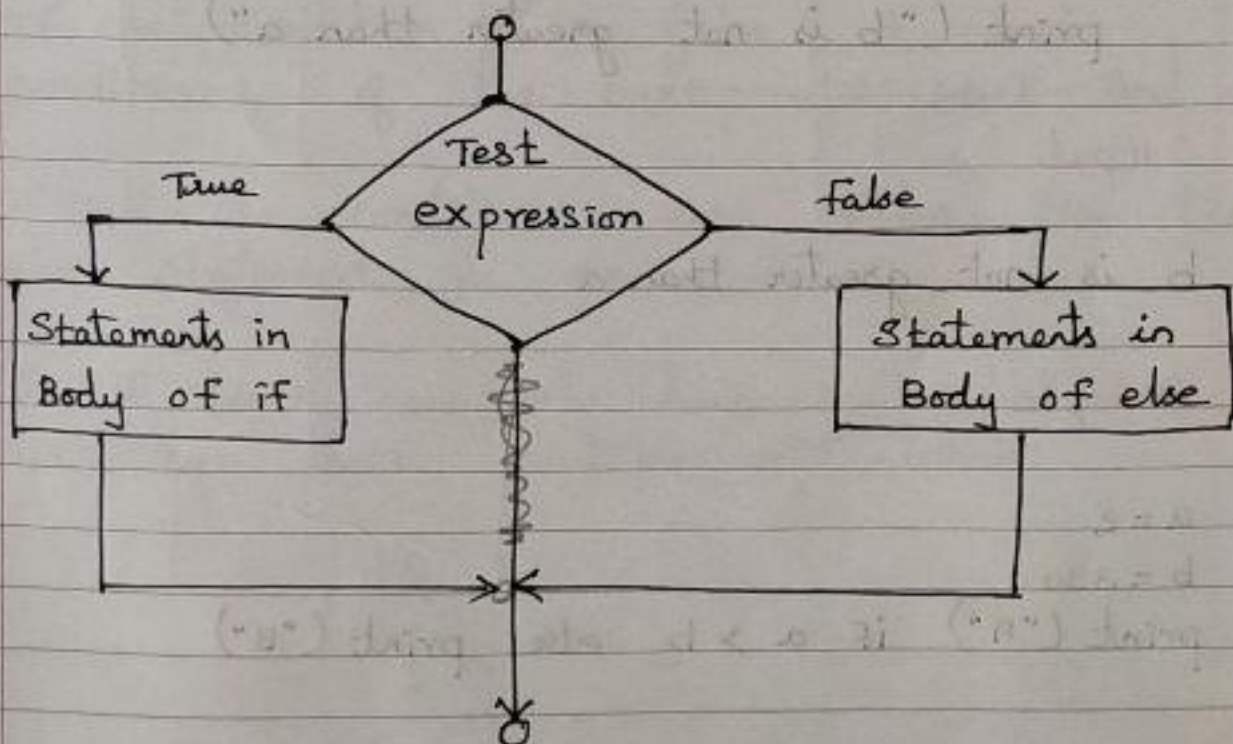 Test
expression
True
false
Statements in
Body of if
Statements in
Body of else